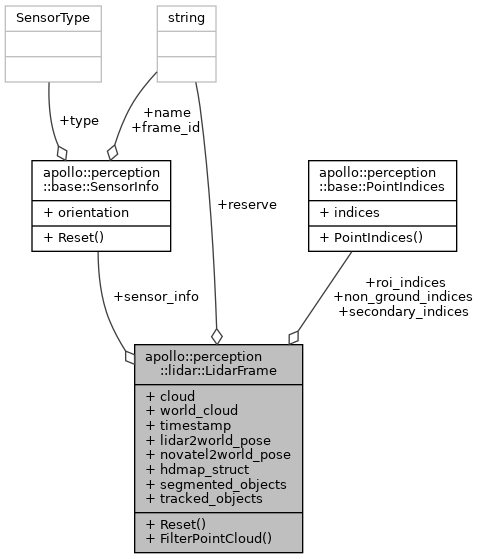 SensorType
string
+type
+name
+frame_id
apollo::perception
::base::SensorInfo
+ orientation
+ Reset()
+reserve
apollo::perception
::base::PointIndices
+ indices
+ PointIndices()
+sensor_info
+roi_indices
+non_ground_indices
+secondary_indices
apollo::perception
::lidar::LidarFrame
+ cloud
+ world_cloud
+ timestamp
+ lidar2world_pose
+ novatel2world_pose
+ hdmap_struct
+ segmented_objects
+ tracked_objects
+ Reset()
+ FilterPointCloud()